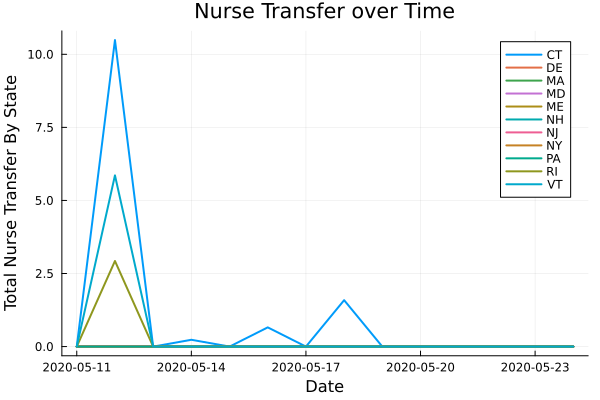 Nurse Transfer over Time
Total Nurse Transfer By State
10.0
7.5
5.0
2.5
0.0
CT
DE
MA
MD
ME
NH
NJ
NY
PA
RI
VT
2020-05-11 2020-05-14 2020-05-17 2020-05-20 2020-05-23
Date